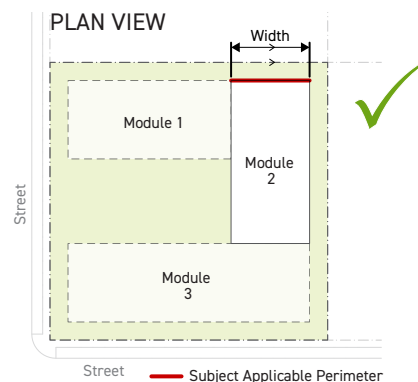 PLAN VIEW
Width
Module 1
Module
2
Street
Module
3
Street
Subject Applicable Perimeter